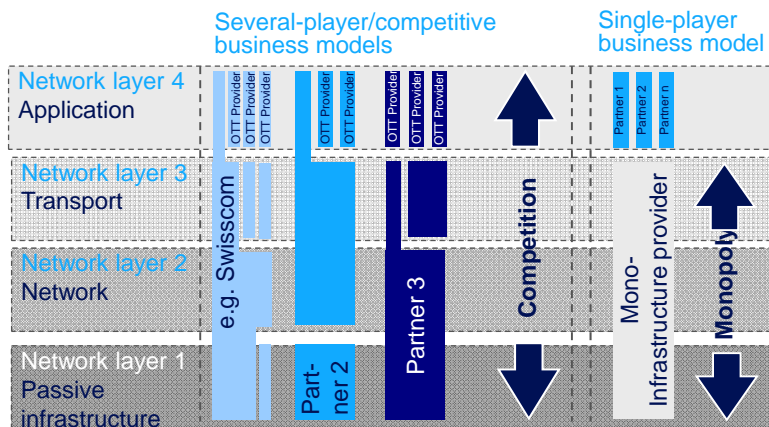 Several-player/competitive
business models
Single-player
business model
Network layer 4
Application
OTT Provider
OTT Provider
OTT Provider
OTT Provider
OTT Provider
OTT Provider
OTT Provider
OTT Provider
Partner 1
Partner 2
Partner n
Network layer 3
Transport
Network layer 2
Network
Network layer 1
Passive
infrastructure
e.g. Swisscom
Part-
ner 2
Partner 3
Competition
Mono-
Infrastructure provider
Monopoly